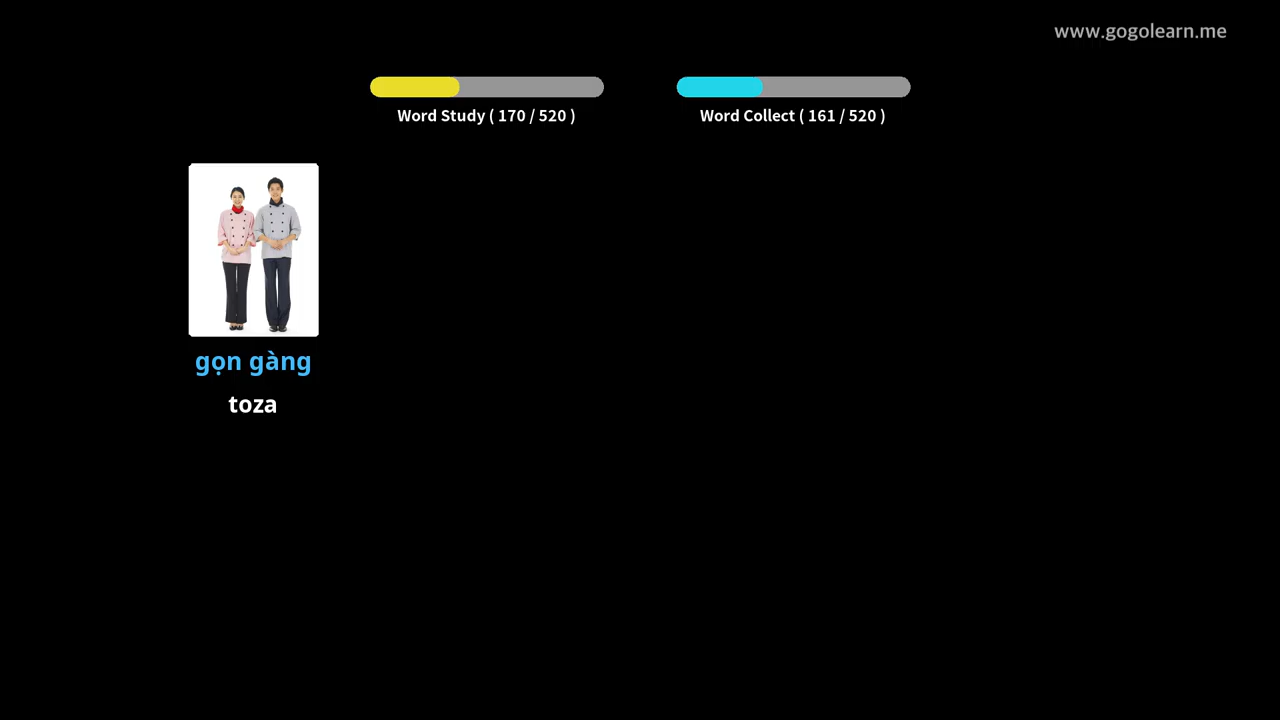 www.gogolearn.me
Word Study ( 170 / 520 )
Word Collect ( 161 / 520 )
gọn gàng
toza